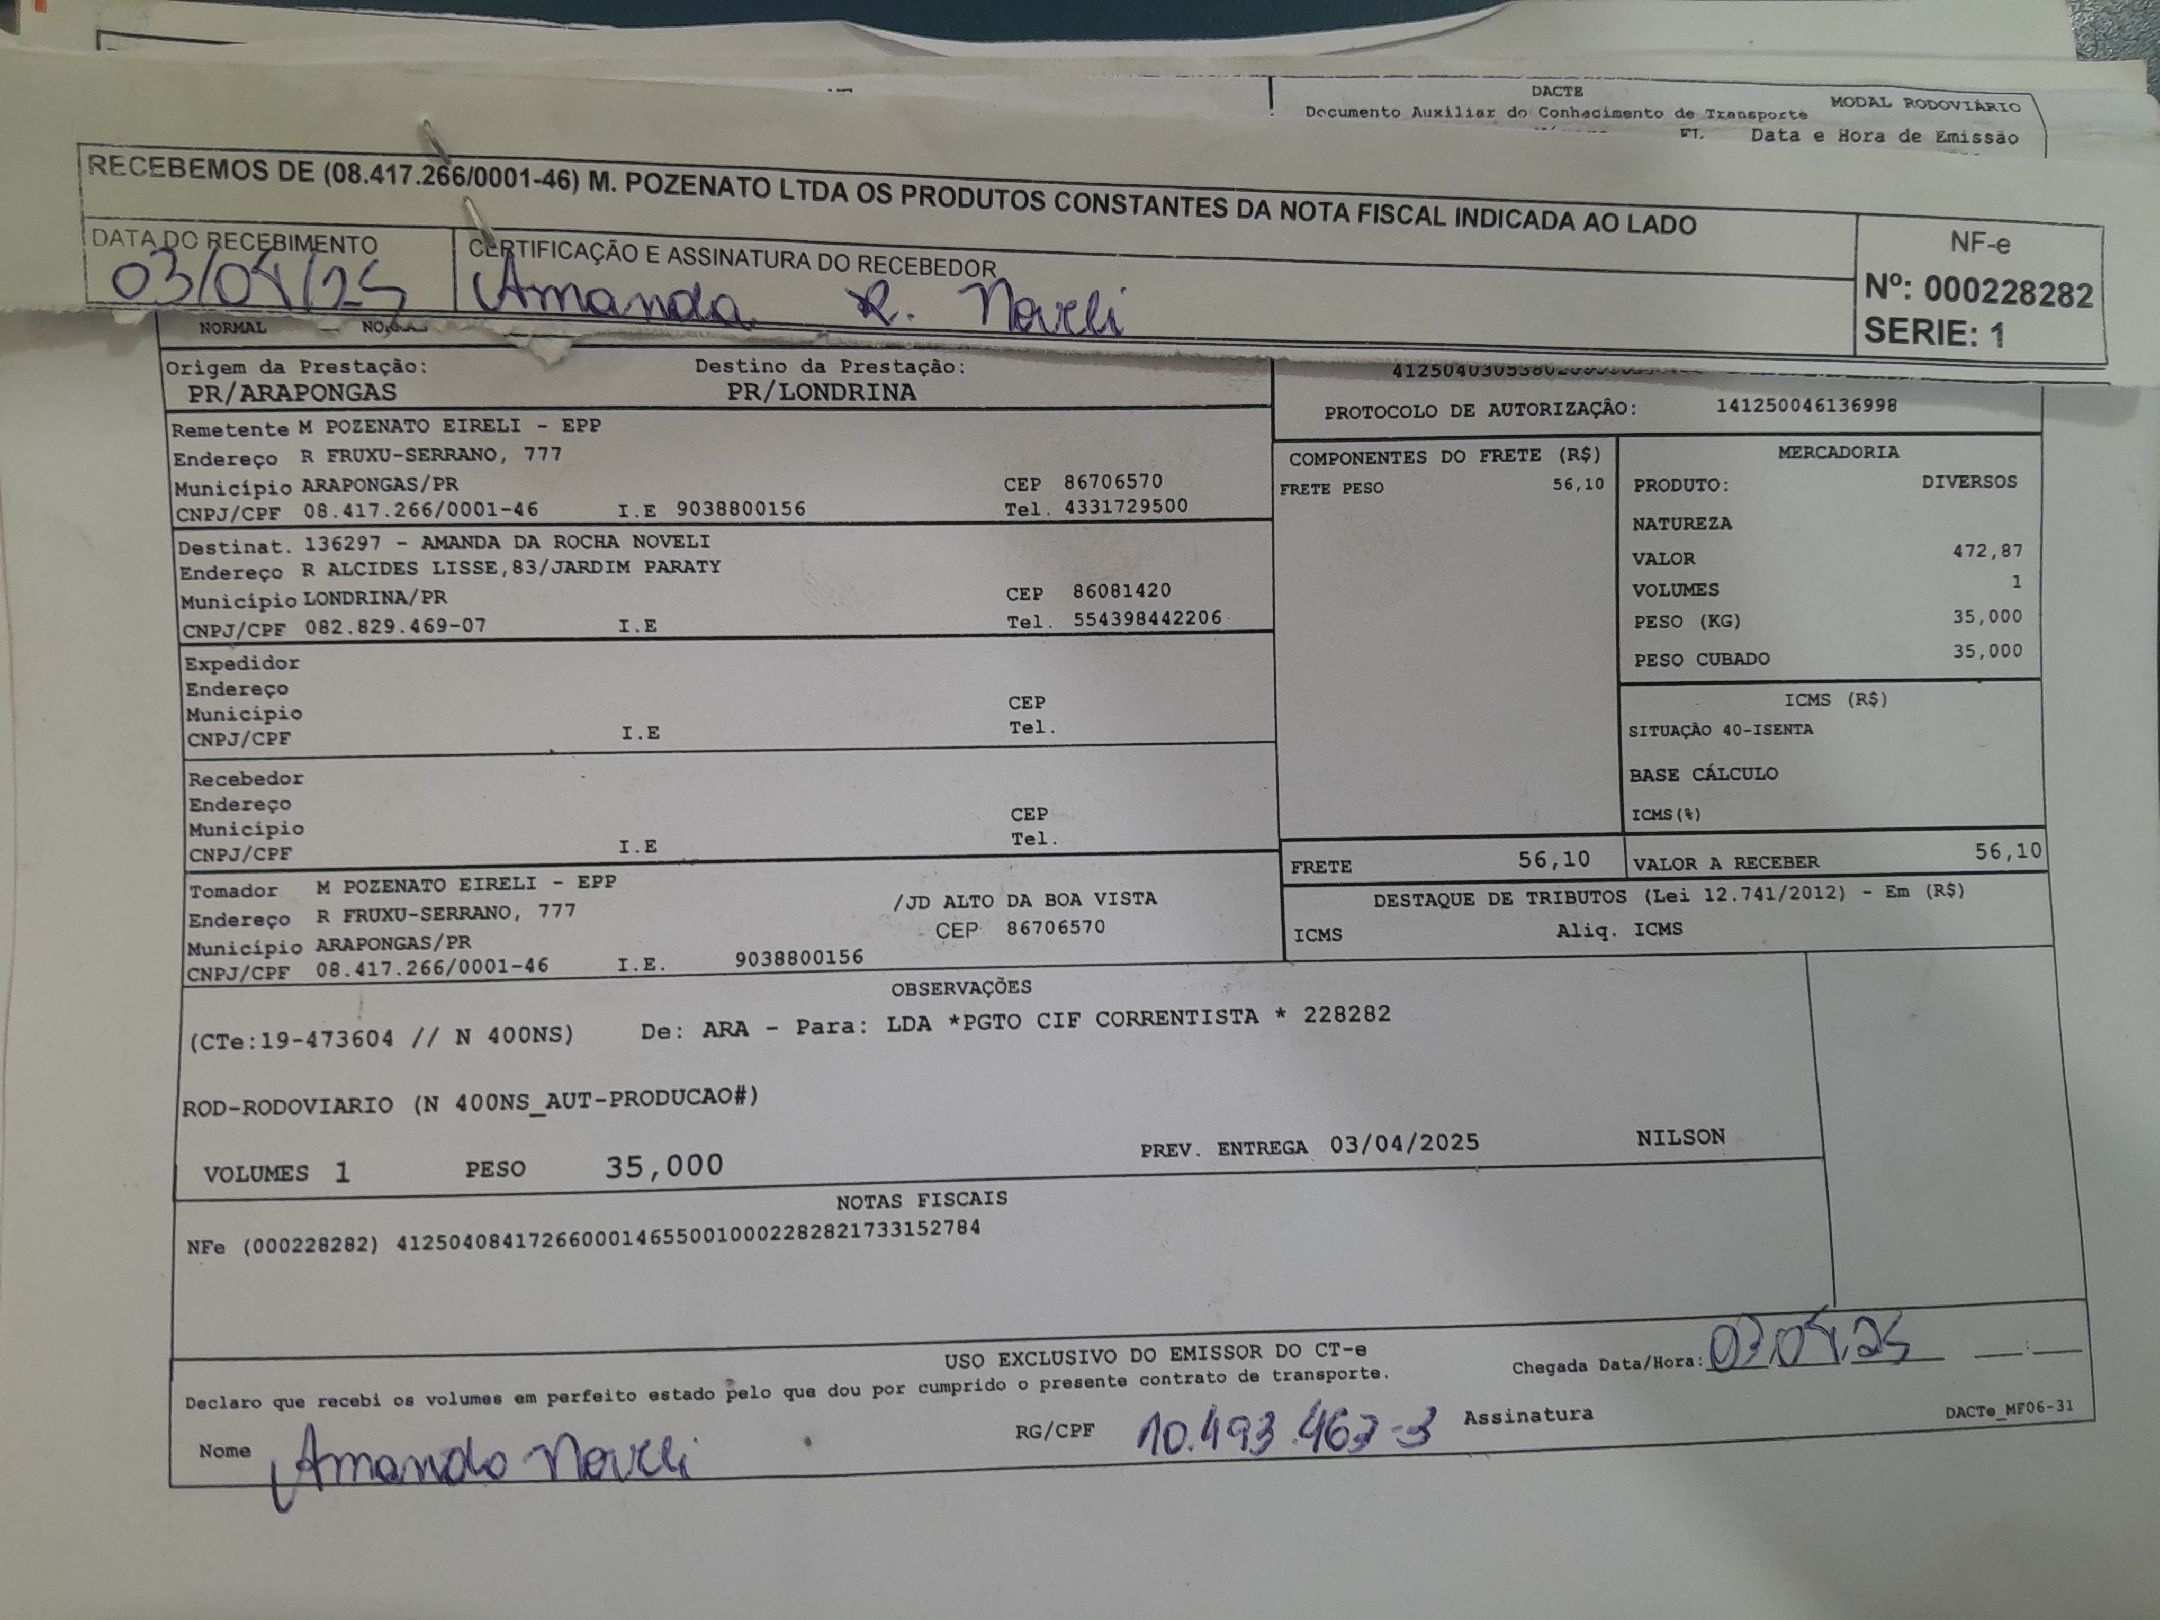 DACTE
MODAL RODOVIÁRIO
Documento Auxiliar do Conhecimento de Transporte
Data e Hora de Emissão
RECEBEMOS DE (08.417.266/0001-46) M. POZENATO LTDA OS PRODUTOS CONSTANTES DA NOTA FISCAL INDICADA AO LADO
DATA DO RECEBIMENTO
03/04/25
CERTIFICAÇÃO E ASSINATURA DO RECEBEDOR
Amanda R. Noveli
NF-e
Nº: 000228282
SERIE: 1
NORMAL
Origem da Prestação: Destino da Prestação:
PR/ARAPONGAS PR/LONDRINA
PROTOCOLO DE AUTORIZAÇÃO: 141250046136998
Remetente M POZENATO EIRELI - EPP
Endereço R FRUXU-SERRANO, 777
Município ARAPONGAS/PR CEP 86706570
CNPJ/CPF 08.417.266/0001-46 I.E 9038800156 Tel. 4331729500
Destinat. 136297 - AMANDA DA ROCHA NOVELI
Endereço R ALCIDES LISSE,83/JARDIM PARATY
Município LONDRINA/PR CEP 86081420
CNPJ/CPF 082.829.469-07 I.E Tel. 554398442206
Expedidor
Endereço
Município CEP
CNPJ/CPF I.E Tel.
Recebedor
Endereço
Município CEP
CNPJ/CPF I.E Tel.
Tomador M POZENATO EIRELI - EPP
Endereço R FRUXU-SERRANO, 777 /JD ALTO DA BOA VISTA
Município ARAPONGAS/PR CEP 86706570
CNPJ/CPF 08.417.266/0001-46 I.E. 9038800156
COMPONENTES DO FRETE (R$)
FRETE PESO 56,10
MERCADORIA
PRODUTO: DIVERSOS
NATUREZA
VALOR 472,87
VOLUMES 1
PESO (KG) 35,000
PESO CUBADO 35,000
ICMS (R$)
SITUAÇÃO 40-ISENTA
BASE CÁLCULO
ICMS(%)
FRETE 56,10
VALOR A RECEBER 56,10
DESTAQUE DE TRIBUTOS (Lei 12.741/2012) - Em (R$)
ICMS Aliq. ICMS
OBSERVAÇÕES
(CTe:19-473604 // N 400NS) De: ARA - Para: LDA *PGTO CIF CORRENTISTA * 228282
ROD-RODOVIARIO (N 400NS_AUT-PRODUCAO#)
VOLUMES 1 PESO 35,000 PREV. ENTREGA 03/04/2025 NILSON
NOTAS FISCAIS
NFe (000228282) 41250408417266000146550010002282821733152784
USO EXCLUSIVO DO EMISSOR DO CT-e
Declaro que recebi os volumes em perfeito estado pelo que dou por cumprido o presente contrato de transporte.
Chegada Data/Hora: 03.04.25 __:__
Nome Amanda Noveli RG/CPF 10.493.463-3 Assinatura
DACTe_MF06-31